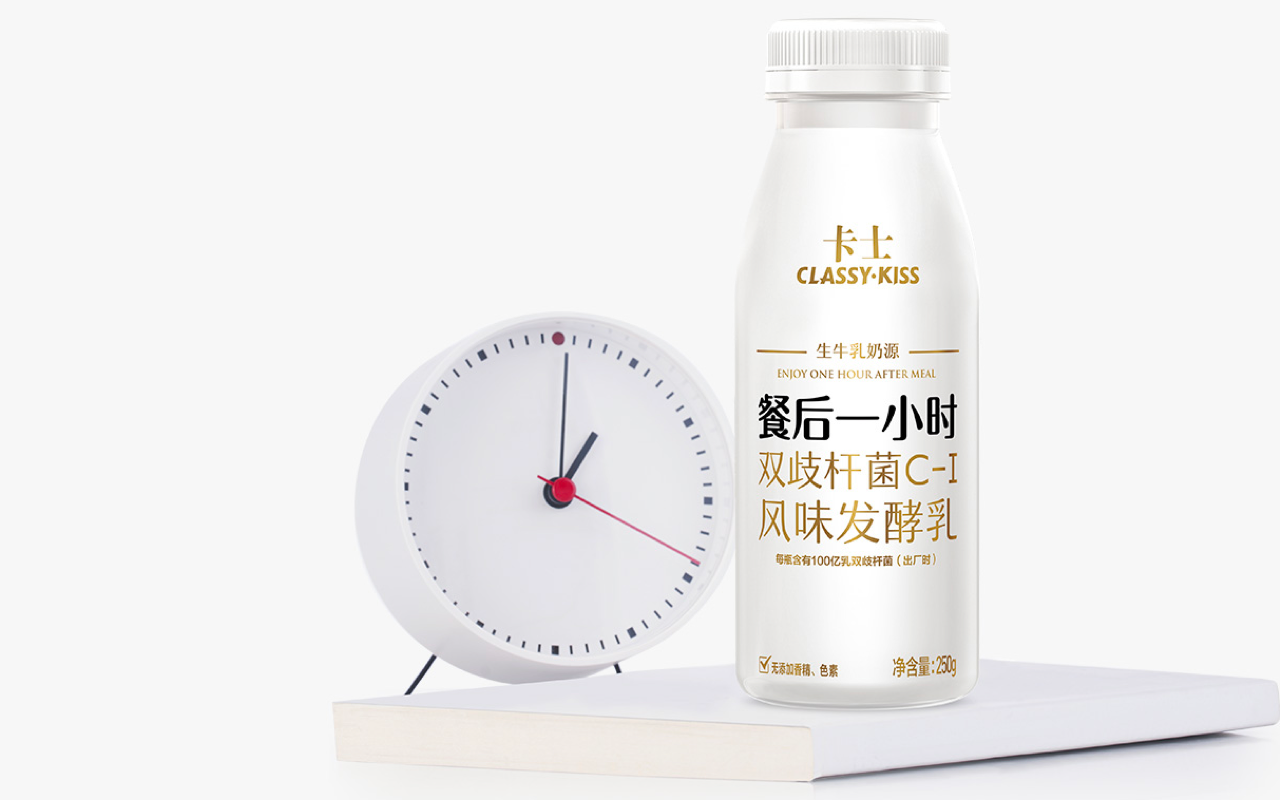 卡士
CLASSY·KISS
生牛乳奶源
ENJOY ONE HOUR AFTER MEAL
餐后一小时
双歧杆菌C-I
风味发酵乳
每瓶含有100亿乳双歧杆菌（出厂时）
无添加香精、色素
净含量:250g